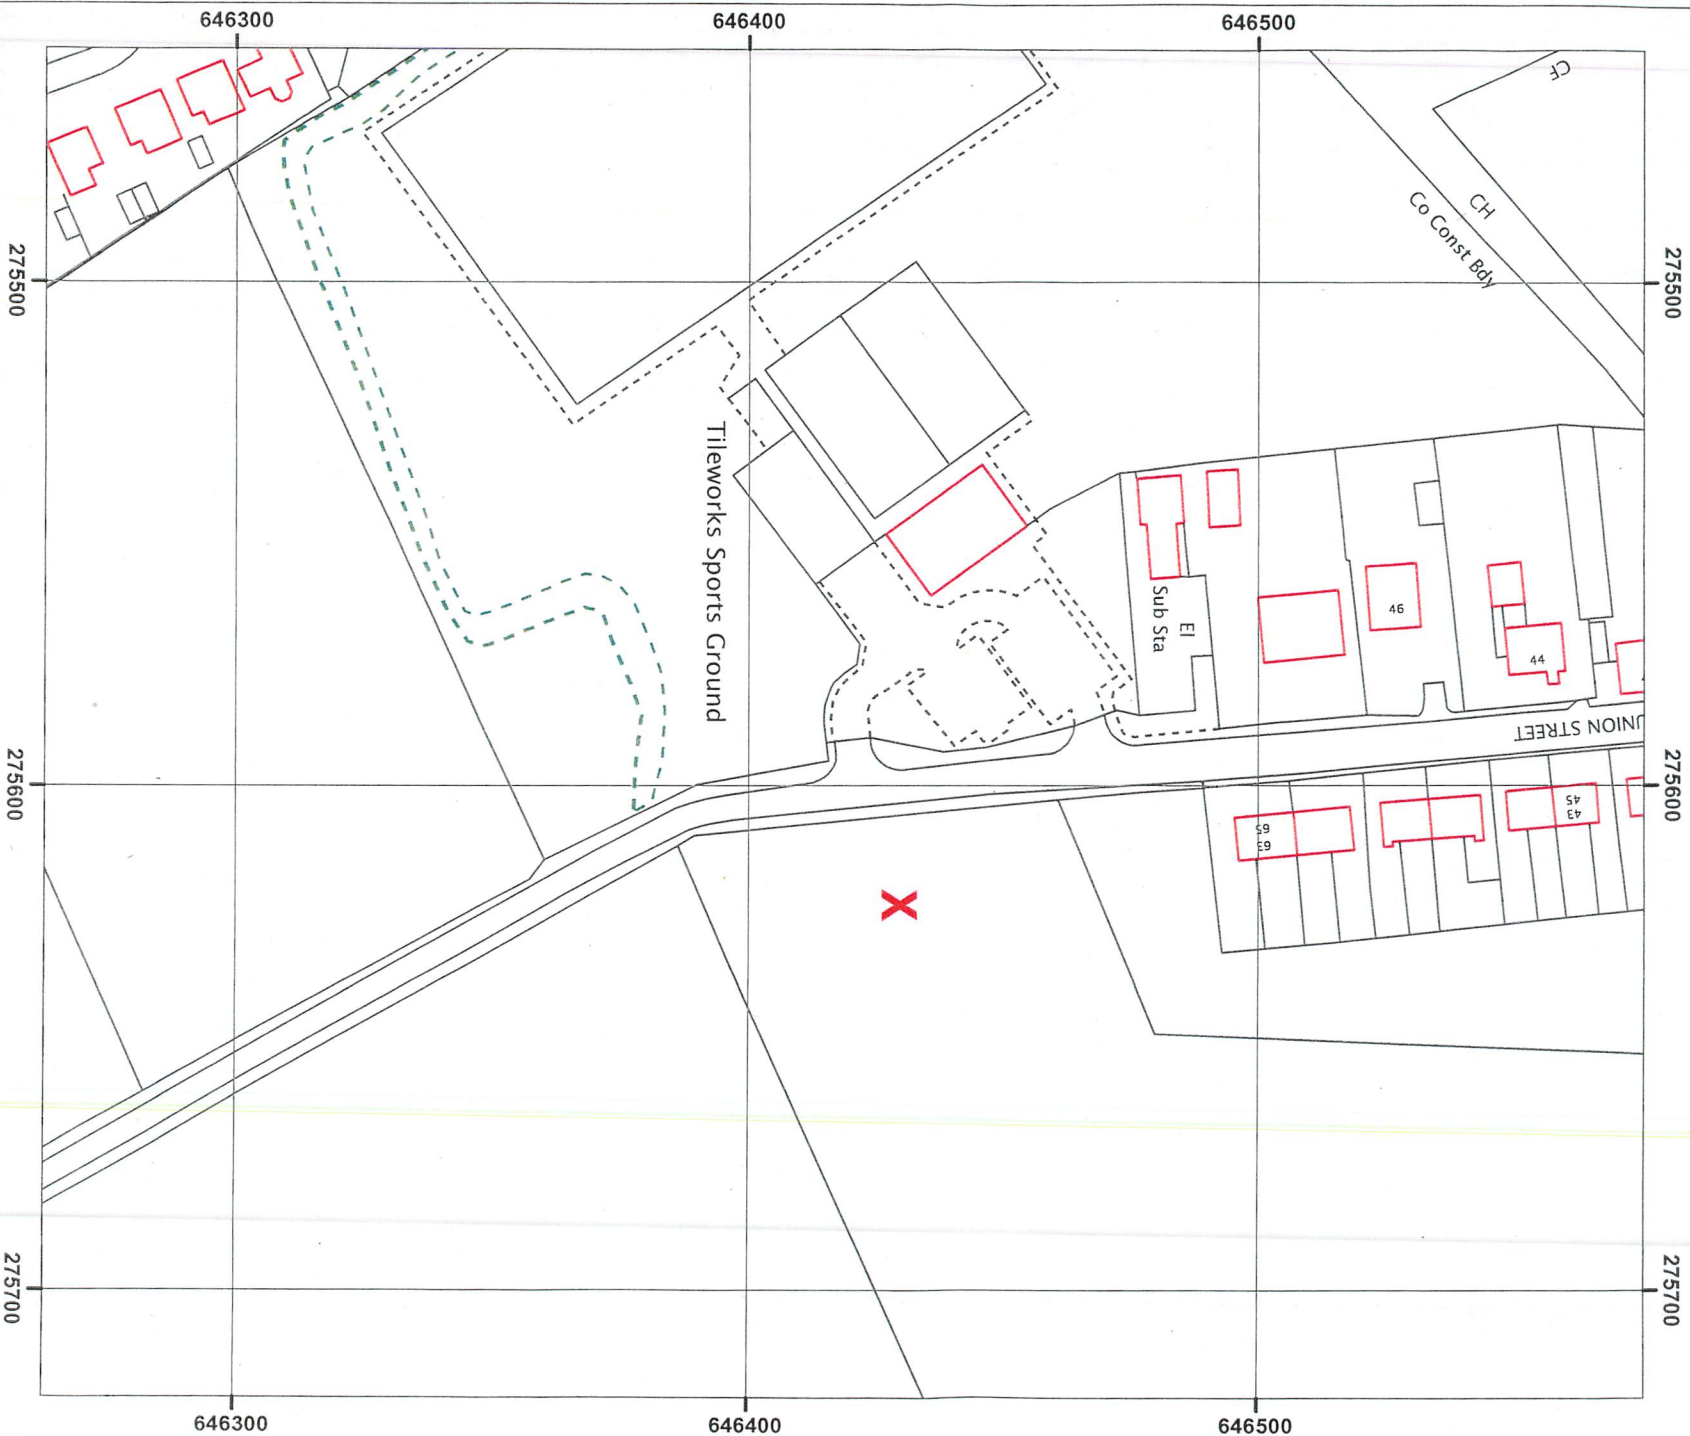 646300
646400
646500
CF
CH
Co Const Bdy
275500
275500
Tileworks Sports Ground
El
Sub Sta
46
44
UNION STREET
275600
275600
65
63
45
43
X
275700
275700
646300
646400
646500